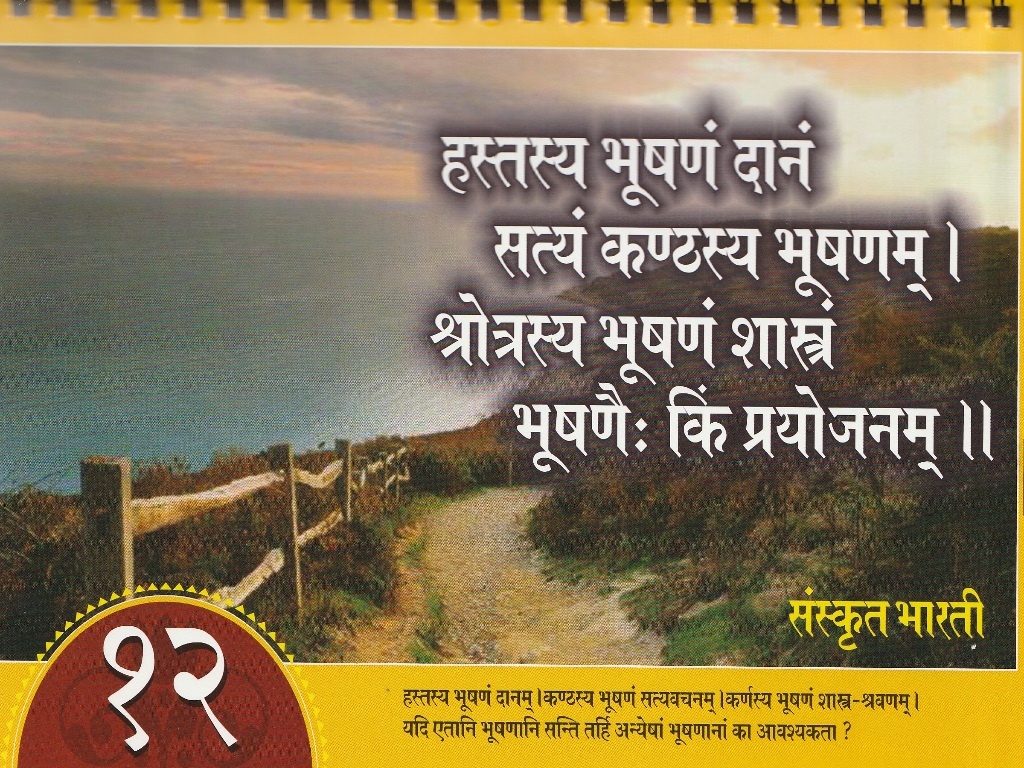 हस्तस्य भूषणं दानं
सत्यं कण्ठस्य भूषणम् ।
श्रोत्रस्य भूषणं शास्त्रं
भूषणैः किं प्रयोजनम् ॥
संस्कृत भारती
१२
हस्तस्य भूषणं दानम् । कण्ठस्य भूषणं सत्यवचनम् । कर्णस्य भूषणं शास्त्र-श्रवणम् ।
यदि एतानि भूषणानि सन्ति तर्हि अन्येषां भूषणानां का आवश्यकता ?